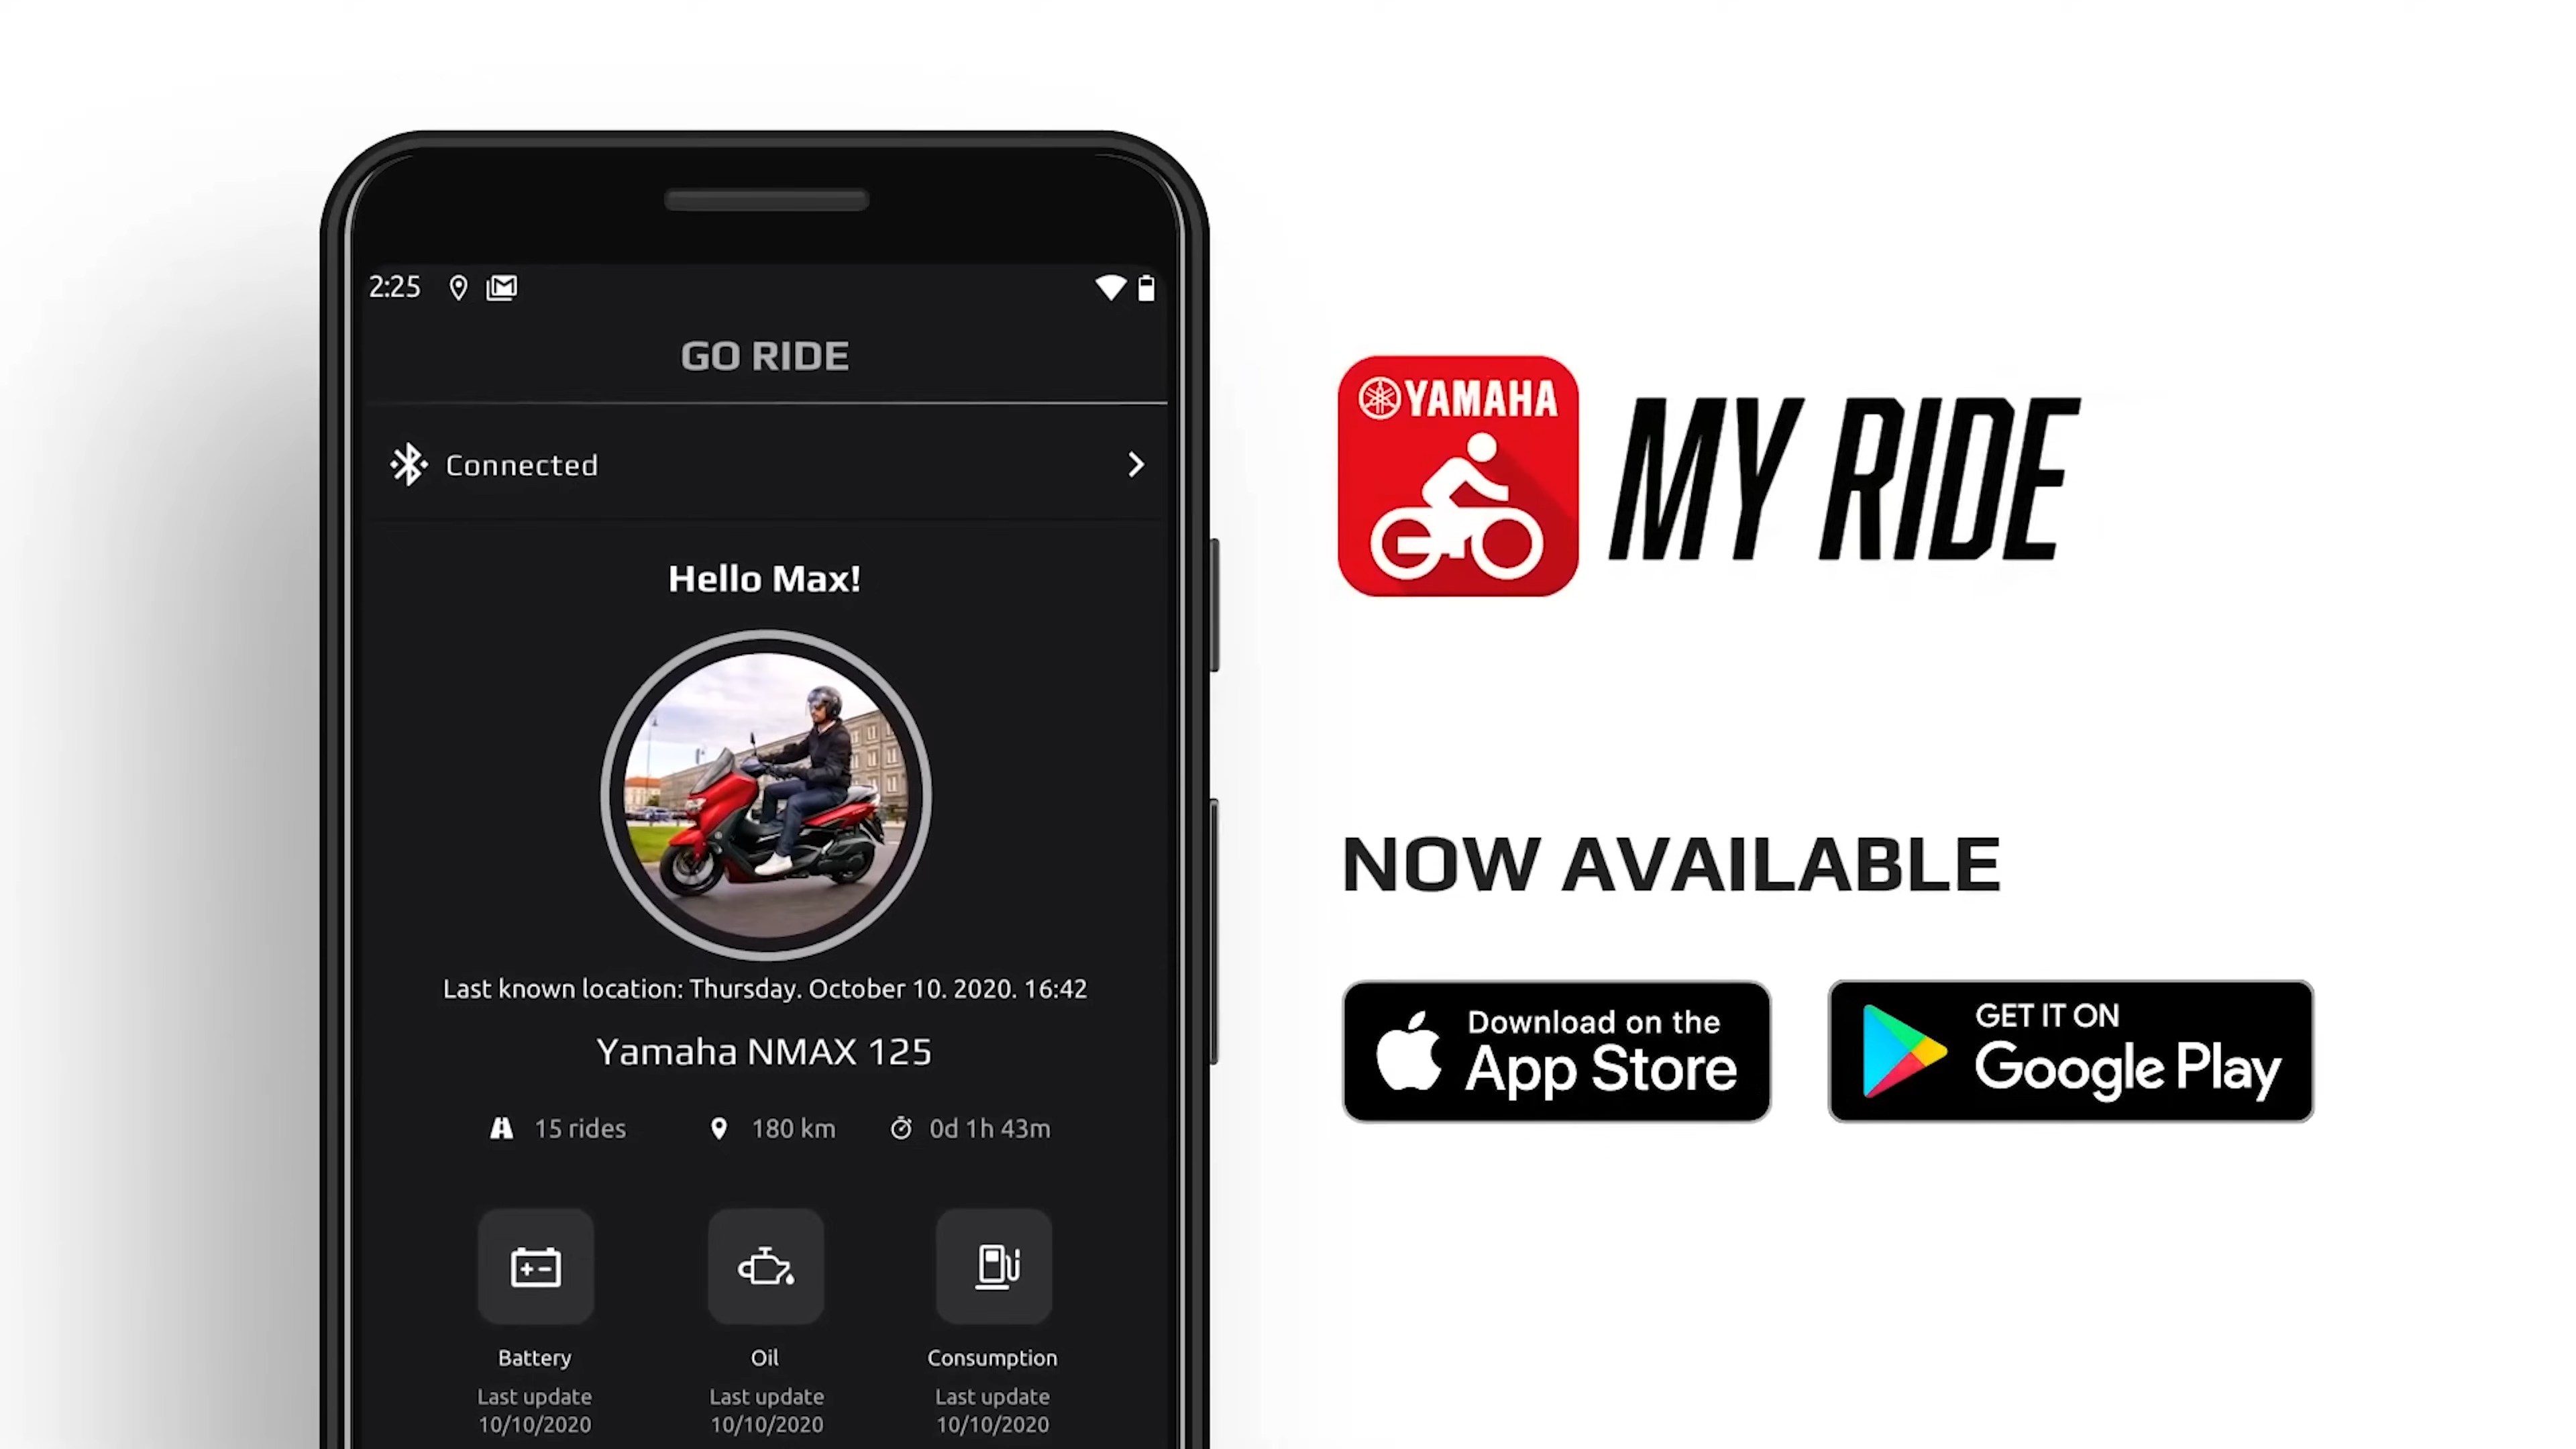 2:25
GO RIDE
Connected
Hello Max!
Last known location: Thursday. October 10. 2020. 16:42
Yamaha NMAX 125
15 rides 180 km 0d 1h 43m
Battery Oil Consumption
Last update Last update Last update
10/10/2020 10/10/2020 10/10/2020
YAMAHA
MY RIDE
NOW AVAILABLE
Download on the
App Store
GET IT ON
Google Play